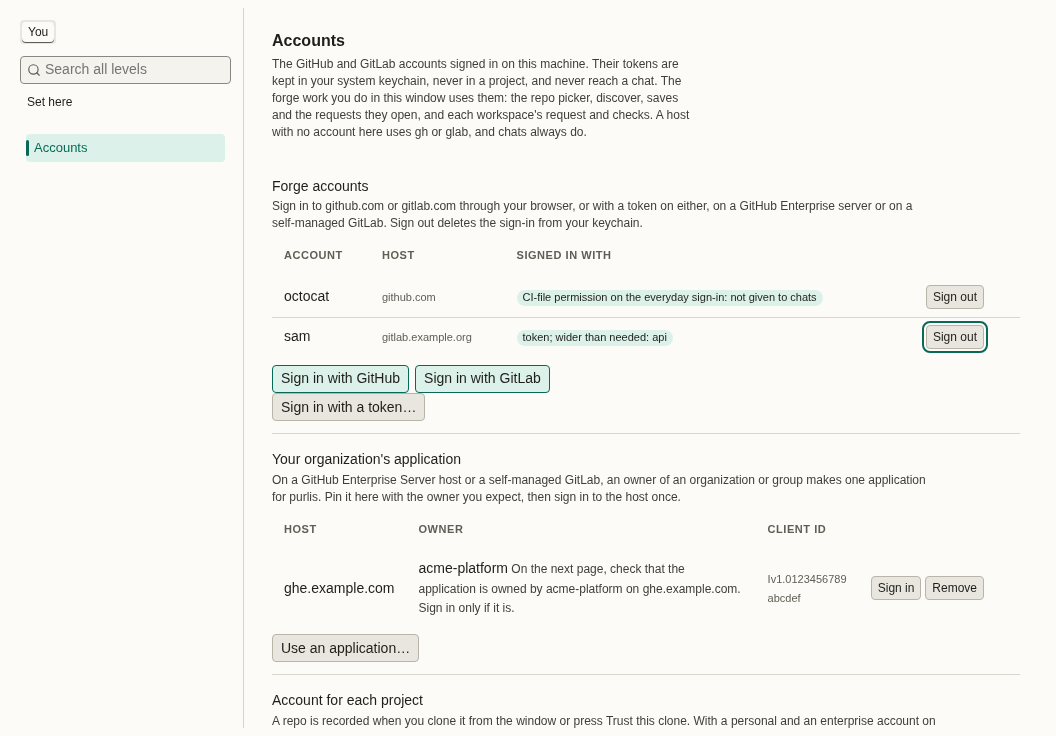 You
Search all levels
Set here
Accounts
Accounts
The GitHub and GitLab accounts signed in on this machine. Their tokens are
kept in your system keychain, never in a project, and never reach a chat. The
forge work you do in this window uses them: the repo picker, discover, saves
and the requests they open, and each workspace's request and checks. A host
with no account here uses gh or glab, and chats always do.
Forge accounts
Sign in to github.com or gitlab.com through your browser, or with a token on either, on a GitHub Enterprise server or on a
self-managed GitLab. Sign out deletes the sign-in from your keychain.
ACCOUNT HOST SIGNED IN WITH
octocat github.com CI-file permission on the everyday sign-in: not given to chats Sign out
sam gitlab.example.org token; wider than needed: api Sign out
Sign in with GitHub Sign in with GitLab
Sign in with a token…
Your organization's application
On a GitHub Enterprise Server host or a self-managed GitLab, an owner of an organization or group makes one application
for purlis. Pin it here with the owner you expect, then sign in to the host once.
HOST OWNER CLIENT ID
ghe.example.com acme-platform On the next page, check that the
application is owned by acme-platform on ghe.example.com.
Sign in only if it is.
Iv1.0123456789
abcdef
Sign in Remove
Use an application…
Account for each project
A repo is recorded when you clone it from the window or press Trust this clone. With a personal and an enterprise account on